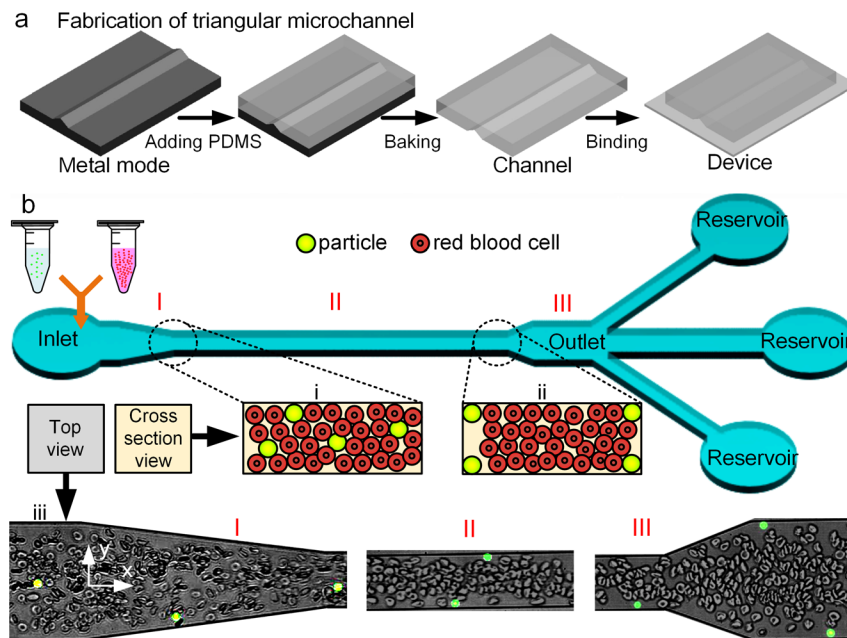 a Fabrication of triangular microchannel
Adding PDMS
Baking
Binding
Metal mode
Channel
Device
b
Reservoir
particle
red blood cell
I
II
III
Inlet
Outlet
Reservoir
i
ii
Top
view
Cross
section
view
Reservoir
iii
I
II
III
y
x